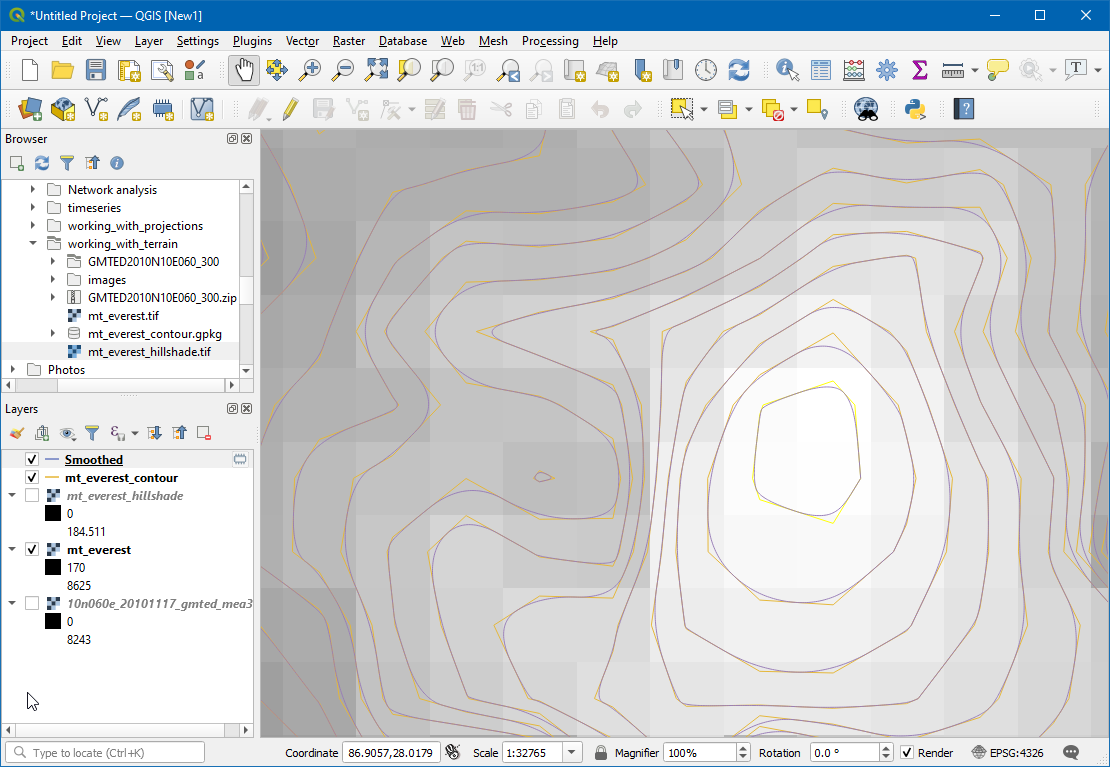 *Untitled Project — QGIS [New1]
Project Edit View Layer Settings Plugins Vector Raster Database Web Mesh Processing Help
Browser
Network analysis
timeseries
working_with_projections
working_with_terrain
GMTED2010N10E060_300
images
GMTED2010N10E060_300.zip
mt_everest.tif
mt_everest_contour.gpkg
mt_everest_hillshade.tif
Photos
Layers
Smoothed
mt_everest_contour
mt_everest_hillshade
0
184.511
mt_everest
170
8625
10n060e_20101117_gmted_mea3
0
8243
Type to locate (Ctrl+K) Coordinate 86.9057,28.0179 Scale 1:32765 Magnifier 100% Rotation 0.0 ° Render EPSG:4326